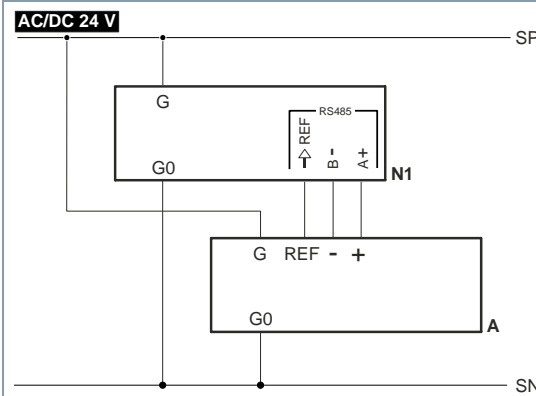 AC/DC 24 V
SP
G
RS485
REF
B -
A +
G0
N1
G REF - +
G0
A
SN